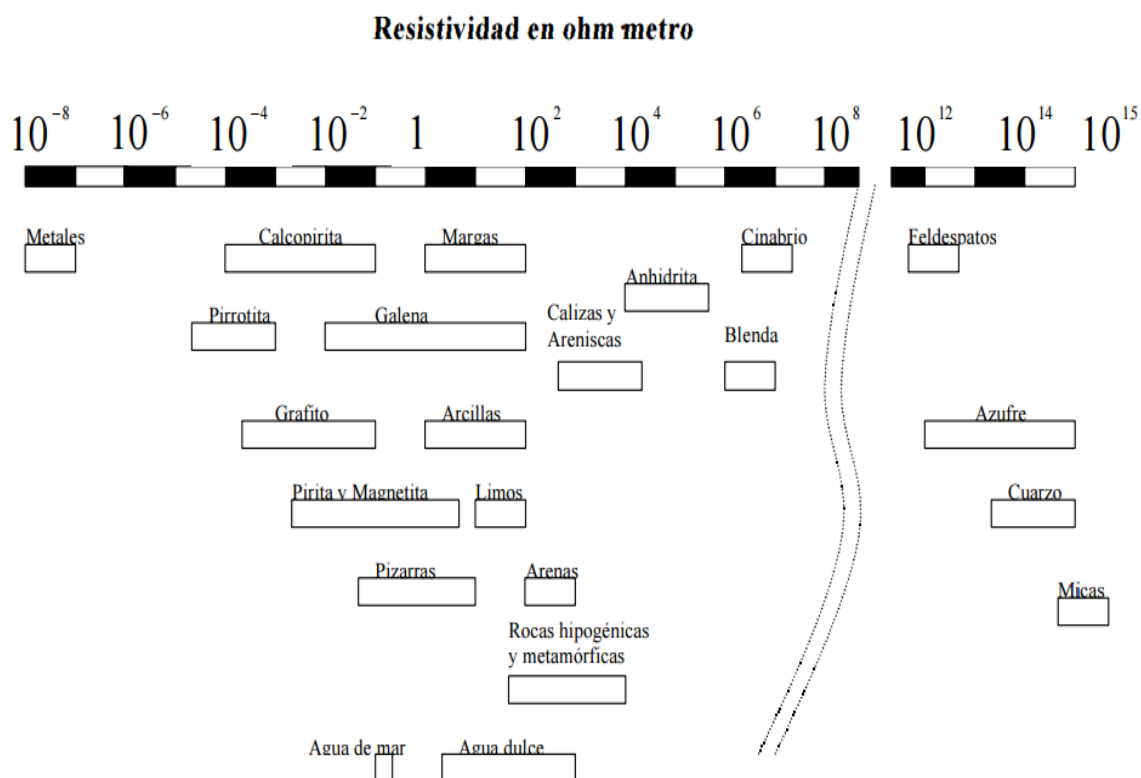 Resistividad en ohm metro
10⁻⁸ 10⁻⁶ 10⁻⁴ 10⁻² 1 10² 10⁴ 10⁶ 10⁸ 10¹² 10¹⁴ 10¹⁵
Metales Calcopirita Margas Cinabrio Feldespatos
Anhidrita
Pirrotita Galena Calizas y
Areniscas Blenda
Grafito Arcillas Azufre
Pirita y Magnetita Limos Cuarzo
Pizarras Arenas
Micas
Rocas hipogénicas
y metamórficas
Agua de mar Agua dulce